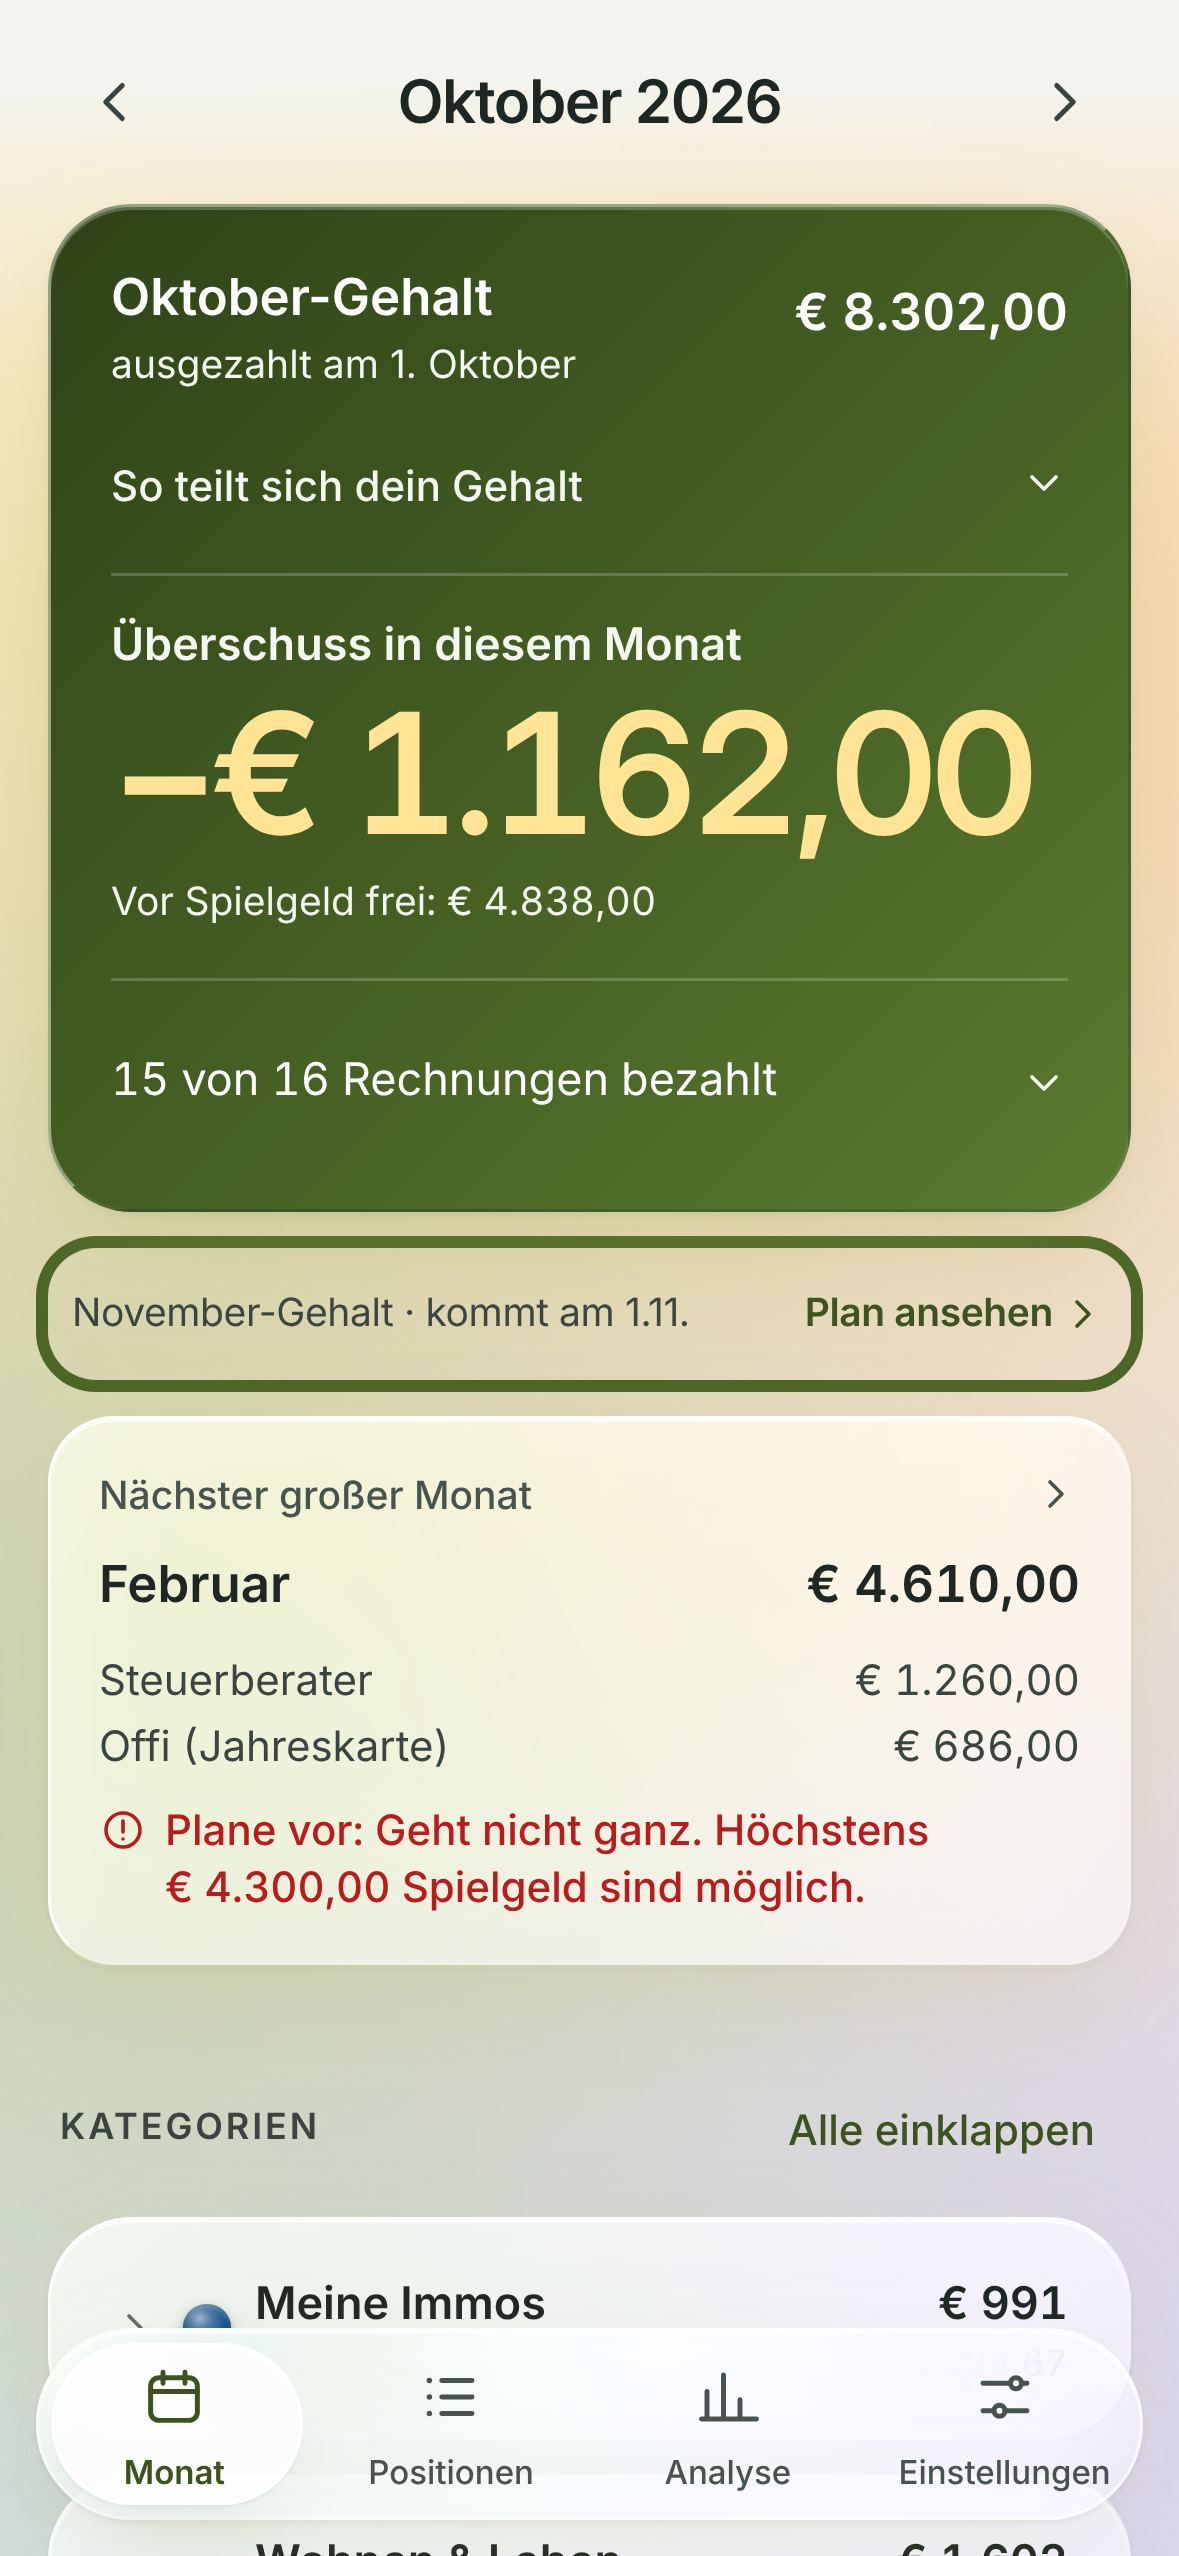 Oktober 2026
Oktober-Gehalt
€ 8.302,00
ausgezahlt am 1. Oktober
So teilt sich dein Gehalt
Überschuss in diesem Monat
–€ 1.162,00
Vor Spielgeld frei: € 4.838,00
15 von 16 Rechnungen bezahlt
November-Gehalt · kommt am 1.11.
Plan ansehen
Nächster großer Monat
Februar
€ 4.610,00
Steuerberater
€ 1.260,00
Offi (Jahreskarte)
€ 686,00
Plane vor: Geht nicht ganz. Höchstens
€ 4.300,00 Spielgeld sind möglich.
KATEGORIEN
Alle einklappen
Meine Immos
€ 991
Monat
Positionen
Analyse
Einstellungen
Wohnen & Leben